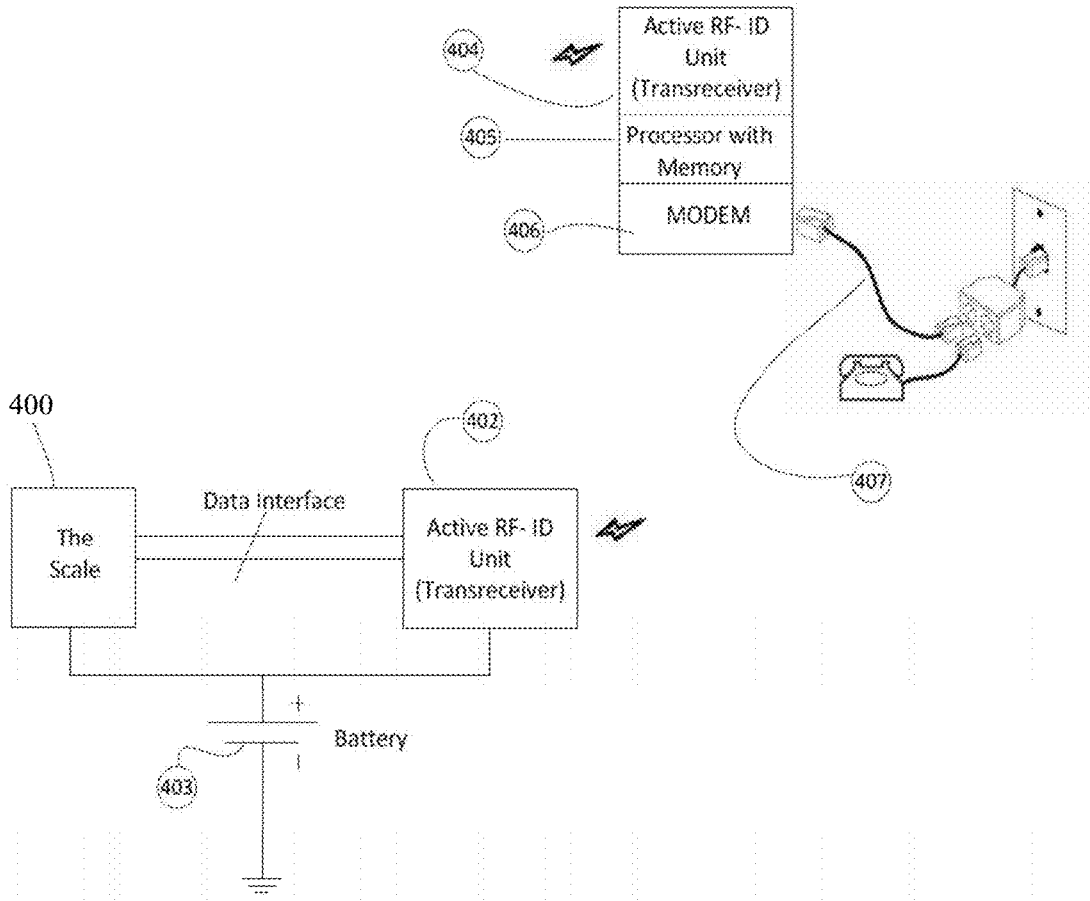 404
Active RF- ID
Unit
(Transreceiver)
405
Processor with
Memory
406
MODEM
407
400
402
The
Scale
Data Interface
Active RF- ID
Unit
(Transreceiver)
+
Battery
403